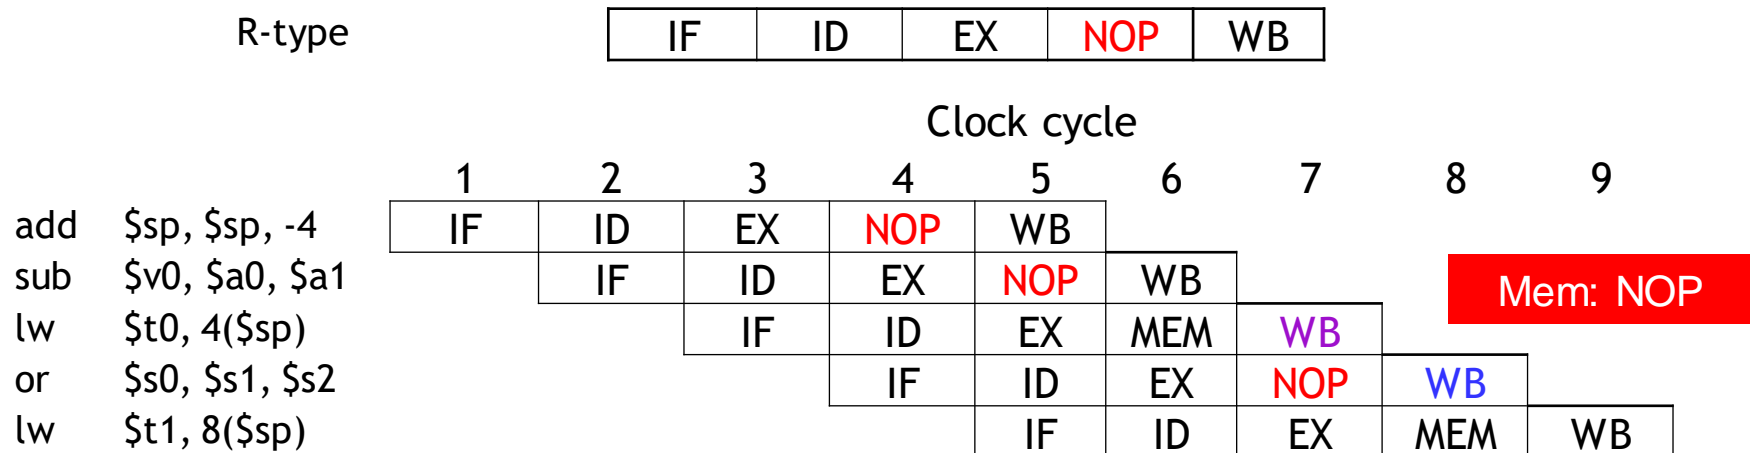 R-type IF ID EX NOP WB
Clock cycle
1 2 3 4 5 6 7 8 9
add $sp, $sp, -4 IF ID EX NOP WB
sub $v0, $a0, $a1 IF ID EX NOP WB
Mem: NOP
lw $t0, 4($sp) IF ID EX MEM WB
or $s0, $s1, $s2 IF ID EX NOP WB
lw $t1, 8($sp) IF ID EX MEM WB